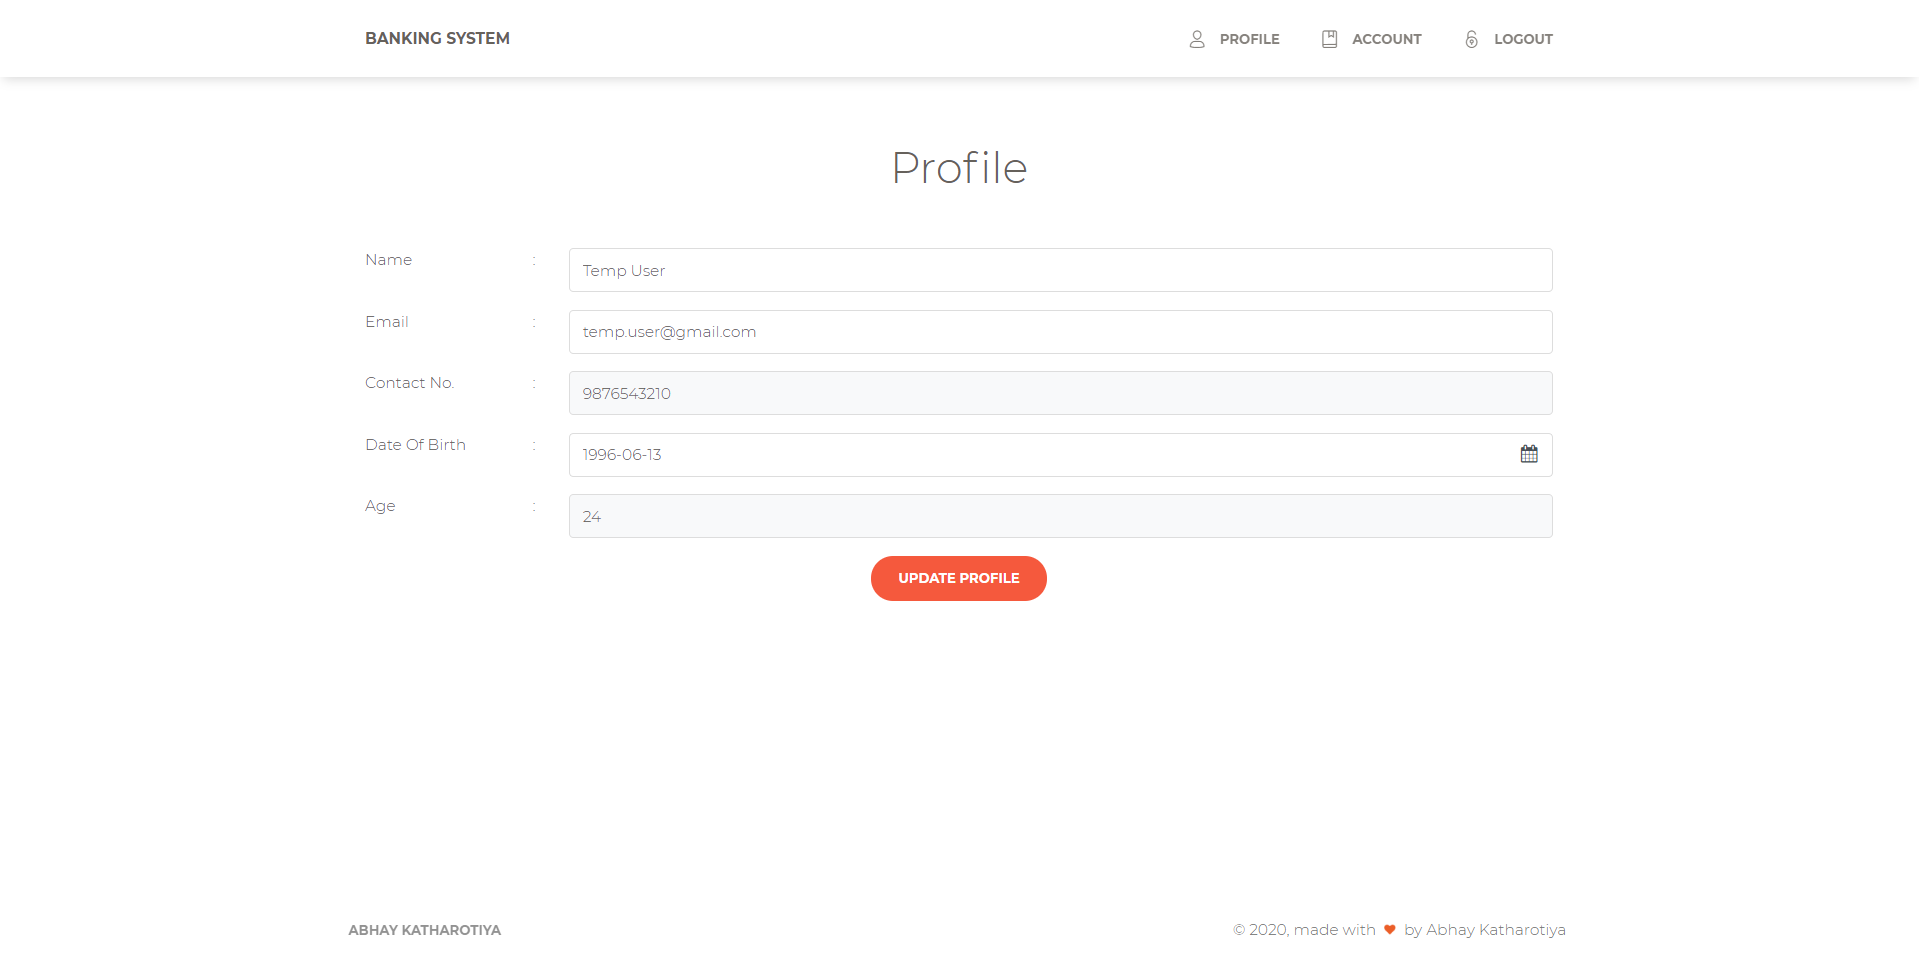 BANKING SYSTEM PROFILE ACCOUNT LOGOUT
Profile
Name : Temp User
Email : temp.user@gmail.com
Contact No. : 9876543210
Date Of Birth : 1996-06-13
Age : 24
UPDATE PROFILE
ABHAY KATHAROTIYA © 2020, made with by Abhay Katharotiya